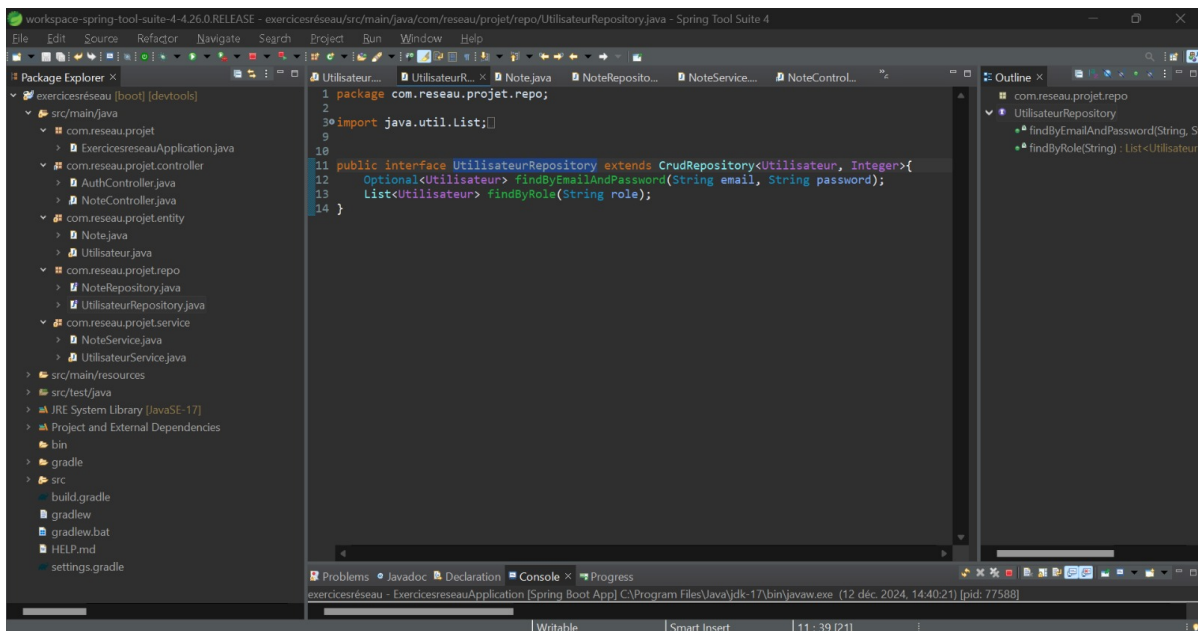 workspace-spring-tool-suite-4-4.26.0.RELEASE - exercicesréseau/src/main/java/com/reseau/projet/repo/UtilisateurRepository.java - Spring Tool Suite 4
File Edit Source Refactor Navigate Search Project Run Window Help
Package Explorer
exercicesréseau [boot] [devtools]
src/main/java
com.reseau.projet
ExercicesreseauApplication.java
com.reseau.projet.controller
AuthController.java
NoteController.java
com.reseau.projet.entity
Note.java
Utilisateur.java
com.reseau.projet.repo
NoteRepository.java
UtilisateurRepository.java
com.reseau.projet.service
NoteService.java
UtilisateurService.java
src/main/resources
src/test/java
JRE System Library [JavaSE-17]
Project and External Dependencies
bin
gradle
src
build.gradle
gradlew
gradlew.bat
HELP.md
settings.gradle
Utilisateur.... UtilisateurR... Note.java NoteReposito... NoteService.... NoteControl...
1 package com.reseau.projet.repo;
2
3 import java.util.List;
9
10
11 public interface UtilisateurRepository extends CrudRepository<Utilisateur, Integer>{
12 Optional<Utilisateur> findByEmailAndPassword(String email, String password);
13 List<Utilisateur> findByRole(String role);
14 }
Outline
com.reseau.projet.repo
UtilisateurRepository
findByEmailAndPassword(String, S
findByRole(String) : List<Utilisateur
Problems Javadoc Declaration Console Progress
exercicesréseau - ExercicesreseauApplication [Spring Boot App] C:\Program Files\Java\jdk-17\bin\javaw.exe (12 déc. 2024, 14:40:21) [pid: 77588]
Writable Smart Insert 11 : 39 [21]